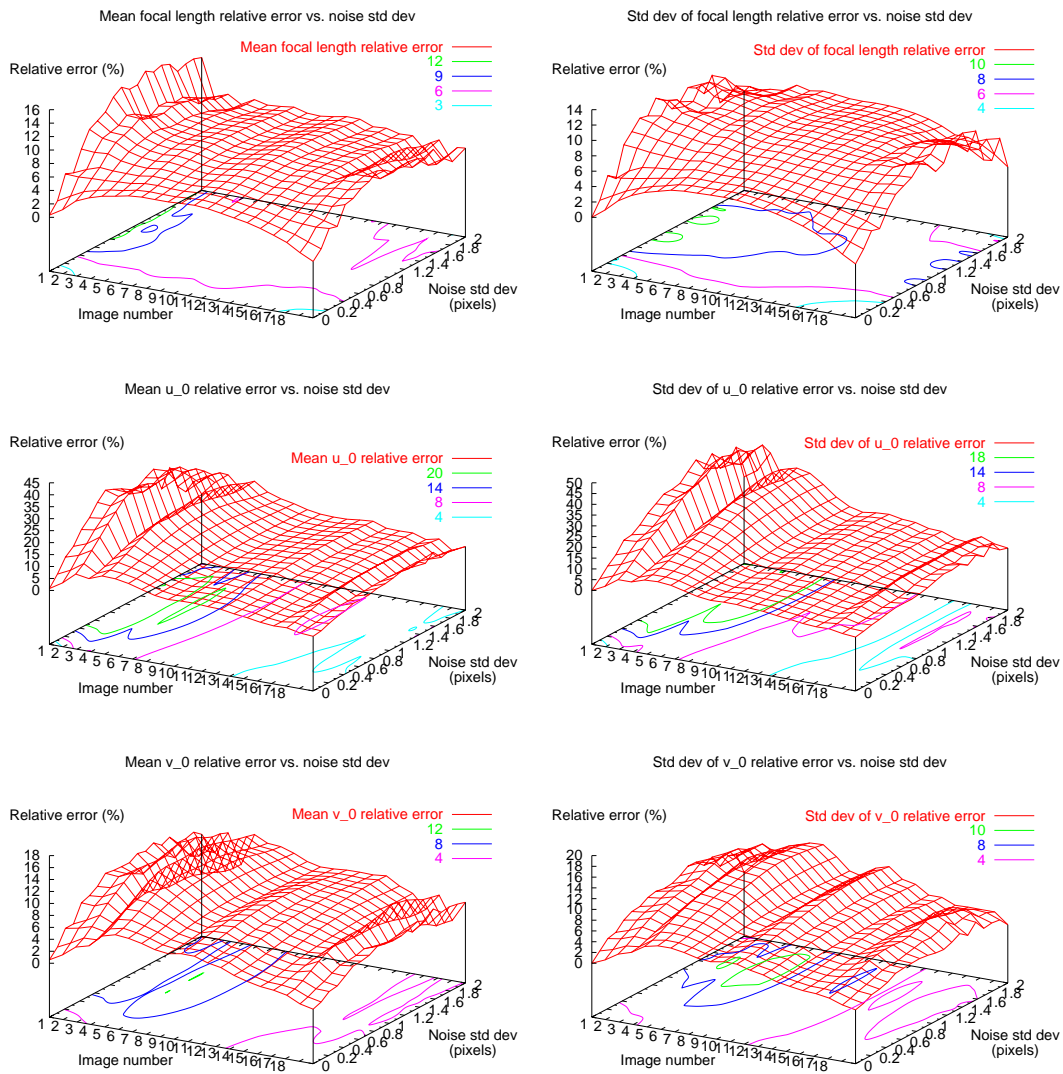 Mean focal length relative error vs. noise std dev
Relative error (%)
Mean focal length relative error
12
9
6
3
16
14
12
10
8
6
4
2
0
1 2 3 4 5 6 7 8 9 10 11 12 13 14 15 16 17 18
Image number
0 0.2 0.4 0.6 0.8 1 1.2 1.4 1.6 1.8 2
Noise std dev
(pixels)
Std dev of focal length relative error vs. noise std dev
Relative error (%)
Std dev of focal length relative error
10
8
6
4
14
12
10
8
6
4
2
0
1 2 3 4 5 6 7 8 9 10 11 12 13 14 15 16 17 18
Image number
0 0.2 0.4 0.6 0.8 1 1.2 1.4 1.6 1.8 2
Noise std dev
(pixels)
Mean u_0 relative error vs. noise std dev
Relative error (%)
Mean u_0 relative error
20
14
8
4
45
40
35
30
25
20
15
10
5
0
1 2 3 4 5 6 7 8 9 10 11 12 13 14 15 16 17 18
Image number
0 0.2 0.4 0.6 0.8 1 1.2 1.4 1.6 1.8 2
Noise std dev
(pixels)
Std dev of u_0 relative error vs. noise std dev
Relative error (%)
Std dev of u_0 relative error
18
14
8
4
50
45
40
35
30
25
20
15
10
5
0
1 2 3 4 5 6 7 8 9 10 11 12 13 14 15 16 17 18
Image number
0 0.2 0.4 0.6 0.8 1 1.2 1.4 1.6 1.8 2
Noise std dev
(pixels)
Mean v_0 relative error vs. noise std dev
Relative error (%)
Mean v_0 relative error
12
8
4
18
16
14
12
10
8
6
4
2
0
1 2 3 4 5 6 7 8 9 10 11 12 13 14 15 16 17 18
Image number
0 0.2 0.4 0.6 0.8 1 1.2 1.4 1.6 1.8 2
Noise std dev
(pixels)
Std dev of v_0 relative error vs. noise std dev
Relative error (%)
Std dev of v_0 relative error
10
8
4
20
18
16
14
12
10
8
6
4
2
0
1 2 3 4 5 6 7 8 9 10 11 12 13 14 15 16 17 18
Image number
0 0.2 0.4 0.6 0.8 1 1.2 1.4 1.6 1.8 2
Noise std dev
(pixels)